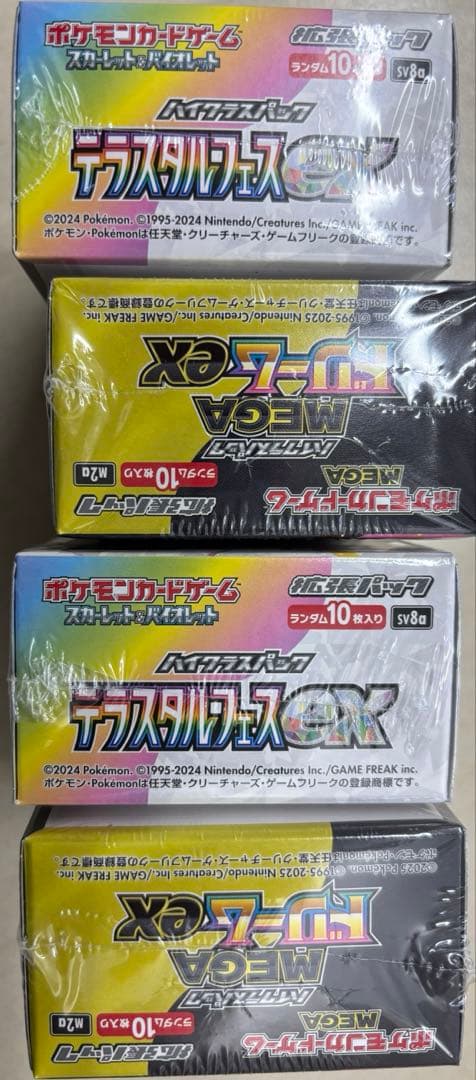 ポケモンカードゲーム
スカーレット&バイオレット
拡張パック
ランダム10枚入り sv8a
ハイクラスパック
テラスタルフェスex
©2024 Pokémon. ©1995-2024 Nintendo/Creatures Inc./GAME FREAK inc.
ポケモン・Pokémonは任天堂・クリーチャーズ・ゲームフリークの登録商標です。
ポケモンカードゲーム
MEGA
拡張パック
ランダム10枚入り M2a
ハイクラスパック
MEGA
ドリームex
©1995-2025 Nintendo/Creatures Inc./GAME FREAK inc.
は任天堂・クリーチャーズ・ゲームフリークの登録商標です。
ポケモンカードゲーム
スカーレット&バイオレット
拡張パック
ランダム10枚入り sv8a
ハイクラスパック
テラスタルフェスex
©2024 Pokémon. ©1995-2024 Nintendo/Creatures Inc./GAME FREAK inc.
ポケモン・Pokémonは任天堂・クリーチャーズ・ゲームフリークの登録商標です。
ポケモンカードゲーム
MEGA
拡張パック
ランダム10枚入り M2a
ハイクラスパック
MEGA
ドリームex
©2025 Pokémon. ©1995-2025 Nintendo/Creatures Inc./GAME FREAK inc.
ポケモン・Pokémonは任天堂・クリーチャーズ・ゲームフリークの登録商標です。